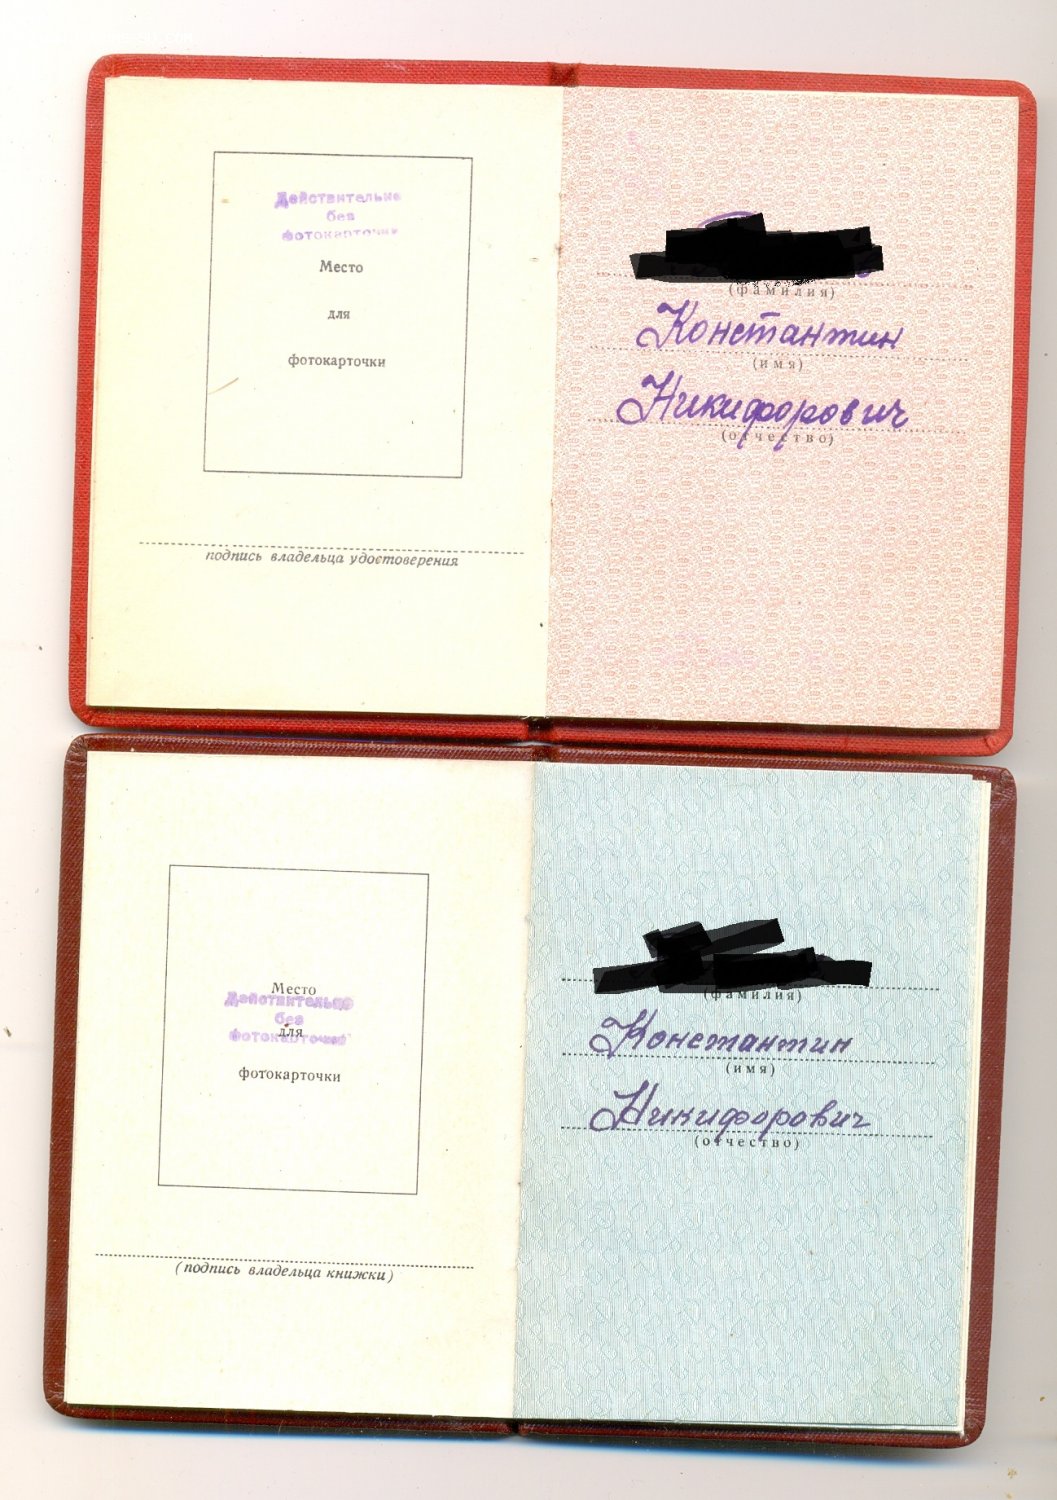 Действительно
без
фотокарточки
Место
для
фотокарточки
подпись владельца удостоверения
(фамилия)
Константин
(имя)
Никифорович
(отчество)
Место
Действительно
без
для
фотокарточки
фотокарточки
(подпись владельца книжки)
(фамилия)
Константин
(имя)
Никифорович
(отчество)